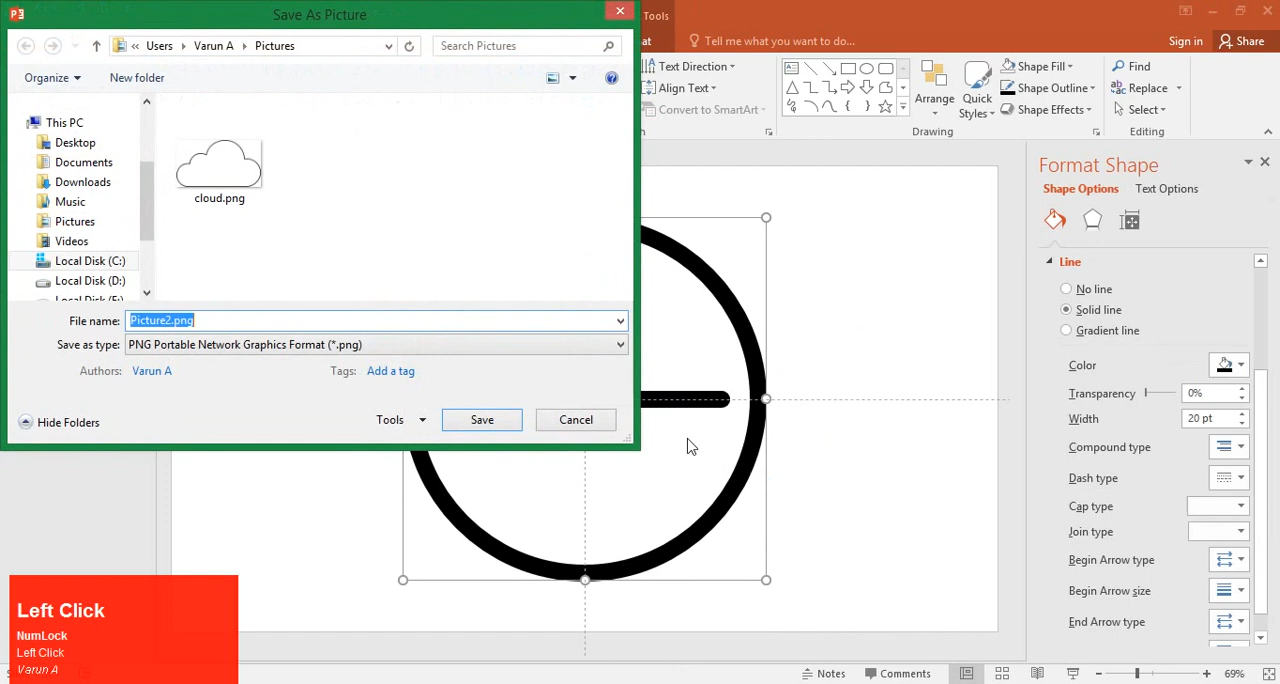 Save As Picture
« Users Varun A Pictures
Search Pictures
Organize
New folder
This PC
Desktop
Documents
Downloads
Music
Pictures
Videos
Local Disk (C:)
Local Disk (D:)
cloud.png
File name: Picture2.png
Save as type: PNG Portable Network Graphics Format (*.png)
Authors: Varun A
Tags: Add a tag
Hide Folders
Tools
Save
Cancel
Tools
Tell me what you want to do...
Sign in
Share
Text Direction
Align Text
Convert to SmartArt
Arrange
Quick Styles
Shape Fill
Shape Outline
Shape Effects
Drawing
Find
Replace
Select
Editing
Format Shape
Shape Options
Text Options
Line
No line
Solid line
Gradient line
Color
Transparency 0%
Width 20 pt
Compound type
Dash type
Cap type
Join type
Begin Arrow type
Begin Arrow size
End Arrow type
Left Click
NumLock
Left Click
Varun A
Notes
Comments
69%